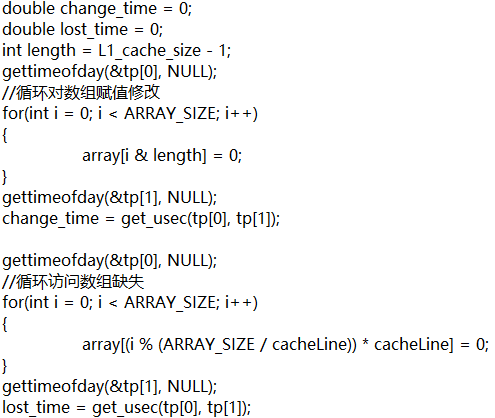 double change_time = 0;
double lost_time = 0;
int length = L1_cache_size - 1;
gettimeofday(&tp[0], NULL);
//循环对数组赋值修改
for(int i = 0; i < ARRAY_SIZE; i++)
{
array[i & length] = 0;
}
gettimeofday(&tp[1], NULL);
change_time = get_usec(tp[0], tp[1]);
gettimeofday(&tp[0], NULL);
//循环访问数组缺失
for(int i = 0; i < ARRAY_SIZE; i++)
{
array[(i % (ARRAY_SIZE / cacheLine)) * cacheLine] = 0;
}
gettimeofday(&tp[1], NULL);
lost_time = get_usec(tp[0], tp[1]);